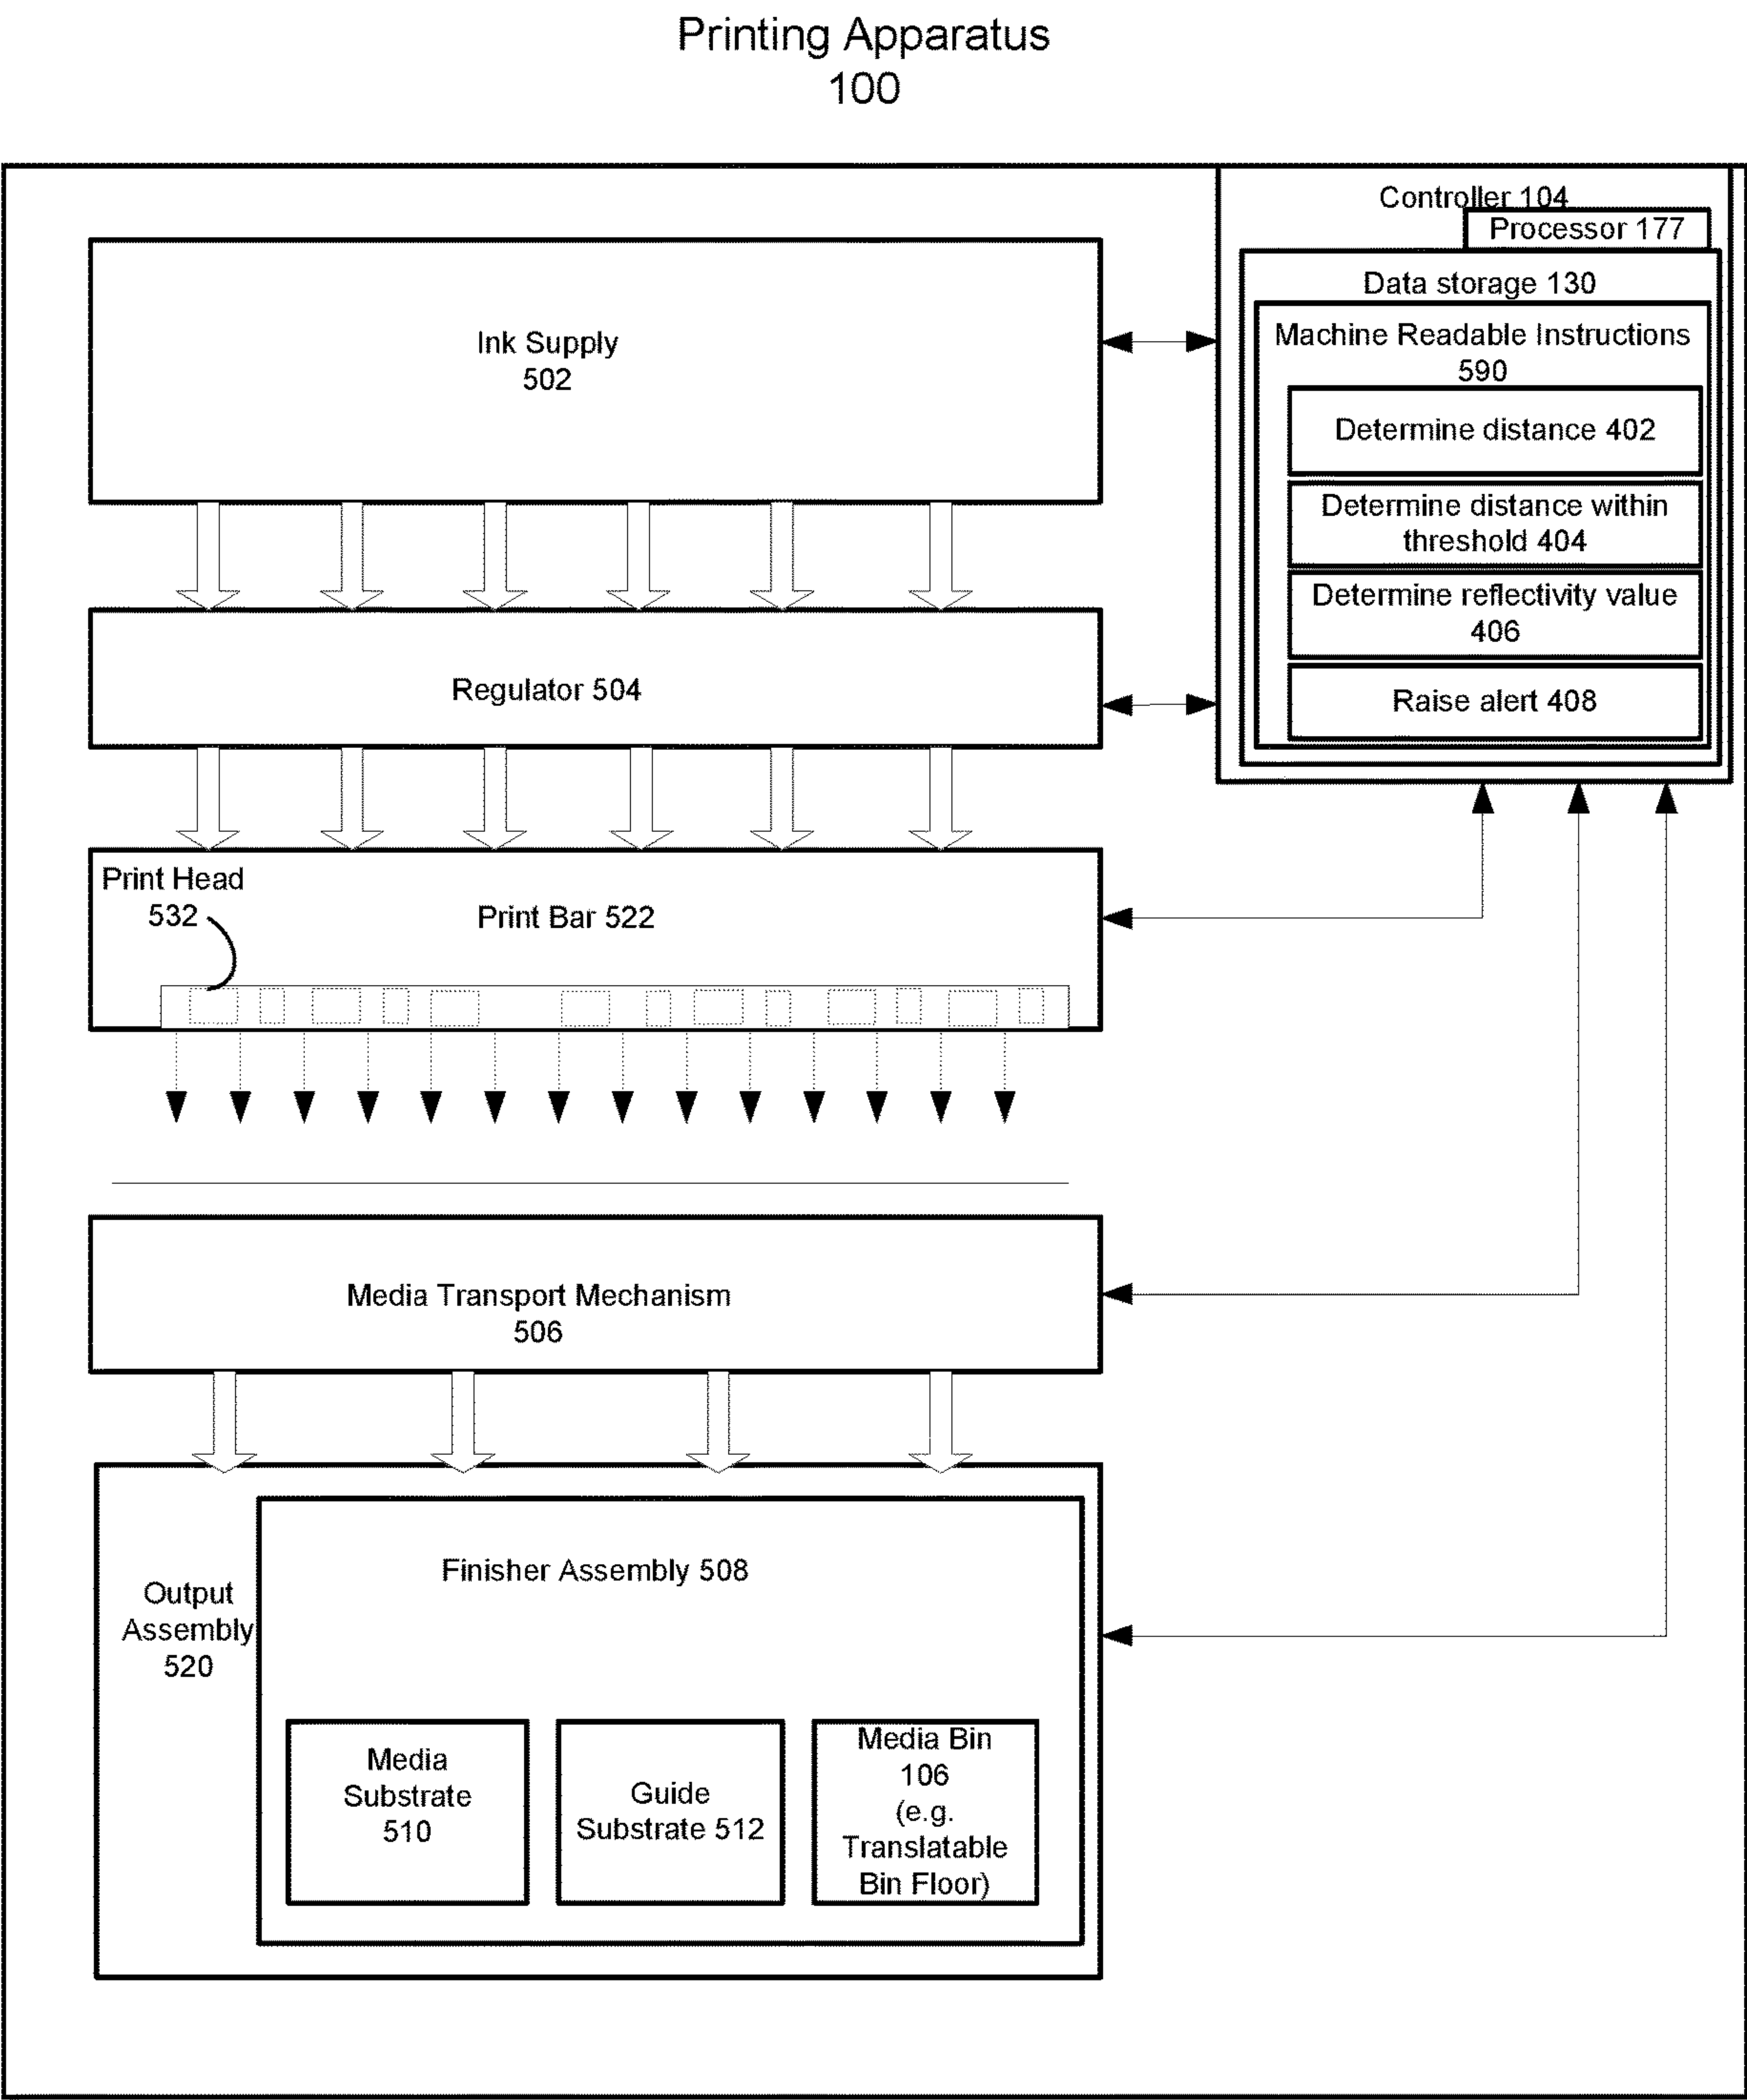 Printing Apparatus
100
Controller 104
Processor 177
Data storage 130
Machine Readable Instructions
590
Determine distance 402
Determine distance within
threshold 404
Determine reflectivity value
406
Raise alert 408
Ink Supply
502
Regulator 504
Print Head
532
Print Bar 522
Media Transport Mechanism
506
Output
Assembly
520
Finisher Assembly 508
Media
Substrate
510
Guide
Substrate 512
Media Bin
106
(e.g.
Translatable
Bin Floor)